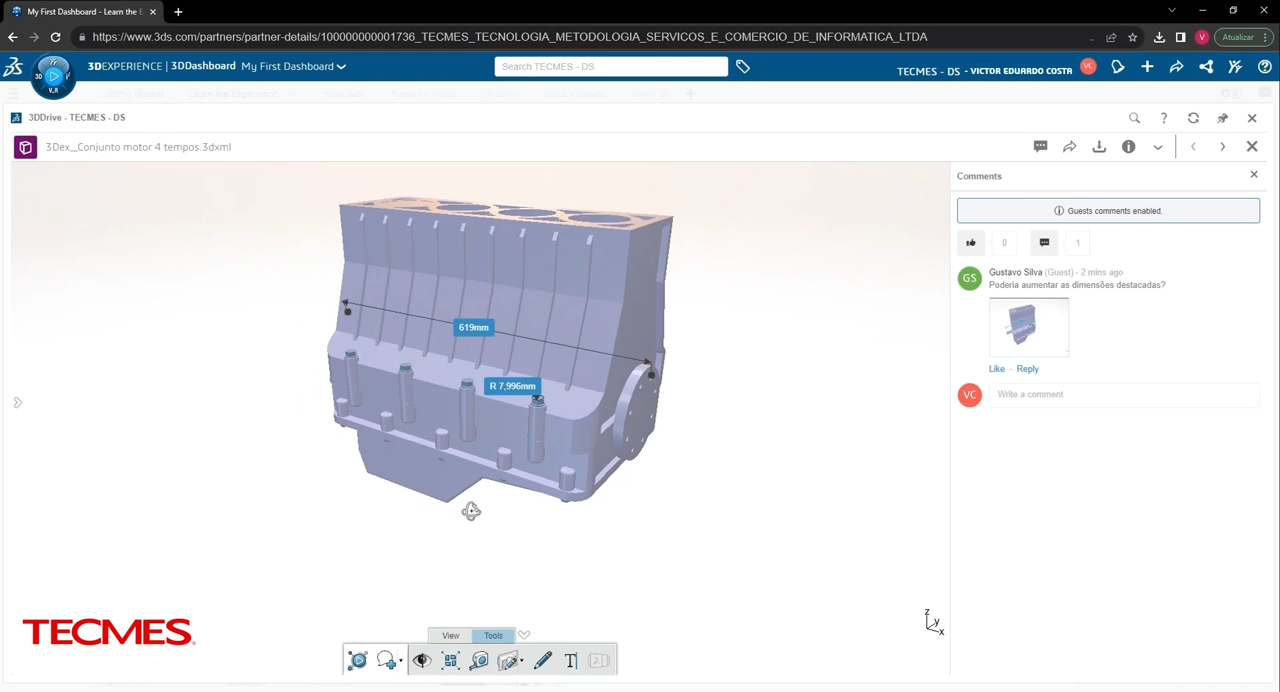 My First Dashboard - Learn the E
https://www.3ds.com/partners/partner-details/100000000001736_TECMES_TECNOLOGIA_METODOLOGIA_SERVICOS_E_COMERCIO_DE_INFORMATICA_LTDA
V
Atualizar
3DEXPERIENCE | 3DDashboard My First Dashboard
Search TECMES - DS
TECMES - DS - VICTOR EDUARDO COSTA
VC
3D
V.R
3DDrive - TECMES - DS
3Dex_Conjunto motor 4 tempos.3dxml
Comments
Guests comments enabled.
0
1
GS
Gustavo Silva (Guest) - 2 mins ago
Poderia aumentar as dimensões destacadas?
Like - Reply
VC
Write a comment
619mm
R 7,996mm
z
y
x
TECMES
View
Tools
T